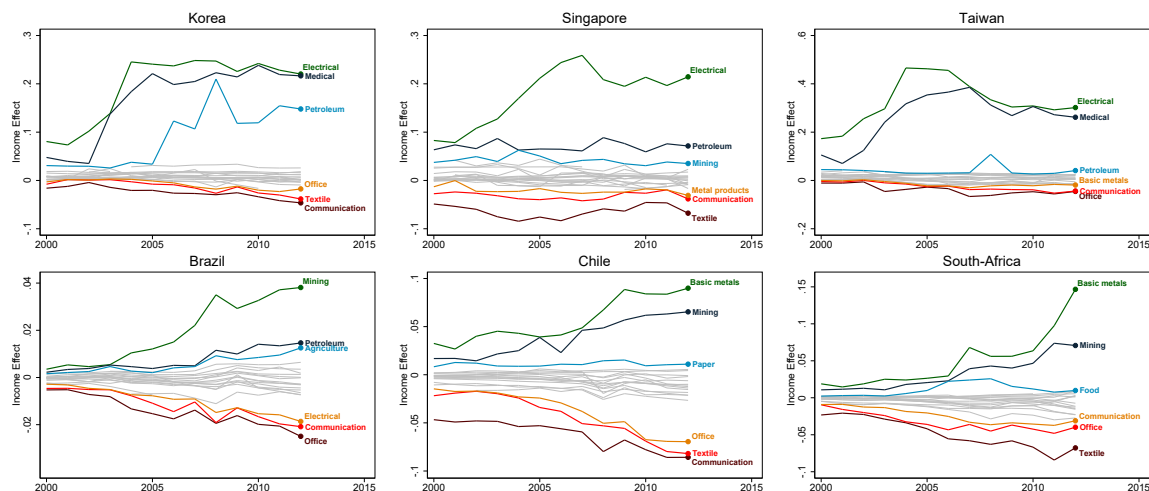 Korea
Income Effect
.3
.2
.1
0
-.1
2000 2005 2010 2015
Electrical
Medical
Petroleum
Office
Textile
Communication
Singapore
Income Effect
.3
.2
.1
0
-.1
2000 2005 2010 2015
Electrical
Petroleum
Mining
Metal products
Communication
Textile
Taiwan
Income Effect
.6
.4
.2
0
-.2
2000 2005 2010 2015
Electrical
Medical
Petroleum
Basic metals
Communication
Office
Brazil
Income Effect
.04
.02
0
-.02
2000 2005 2010 2015
Mining
Petroleum
Agriculture
Electrical
Communication
Office
Chile
Income Effect
.1
.05
0
-.05
-.1
2000 2005 2010 2015
Basic metals
Mining
Paper
Office
Textile
Communication
South-Africa
Income Effect
.15
.1
.05
0
-.05
-.1
2000 2005 2010 2015
Basic metals
Mining
Food
Communication
Office
Textile